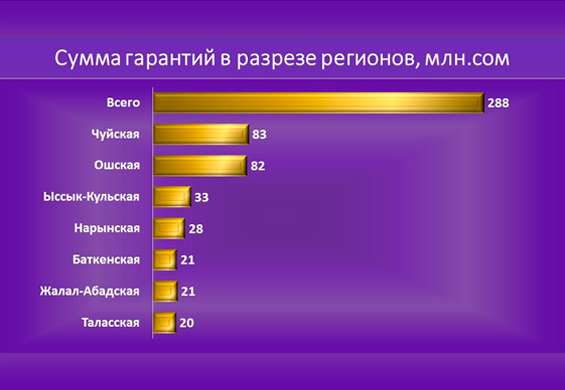 Сумма гарантий в разрезе регионов, млн.сом
Всего 288
Чуйская 83
Ошская 82
Ыссык-Кульская 33
Нарынская 28
Баткенская 21
Жалал-Абадская 21
Таласская 20